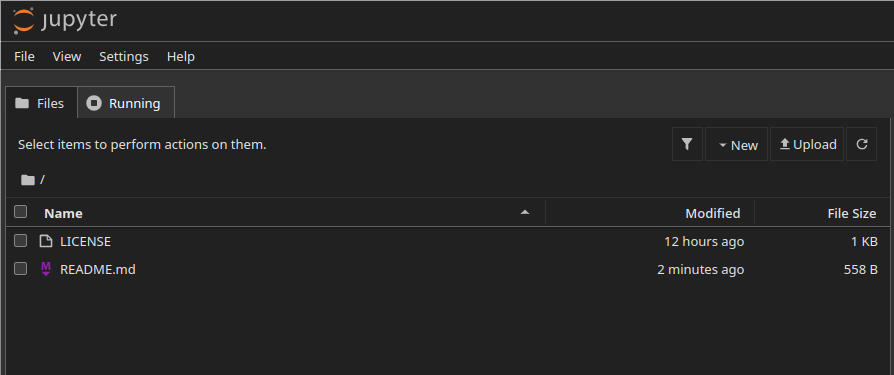 jupyter
File View Settings Help
Files Running
Select items to perform actions on them. New Upload
/
Name Modified File Size
LICENSE 12 hours ago 1 KB
M README.md 2 minutes ago 558 B